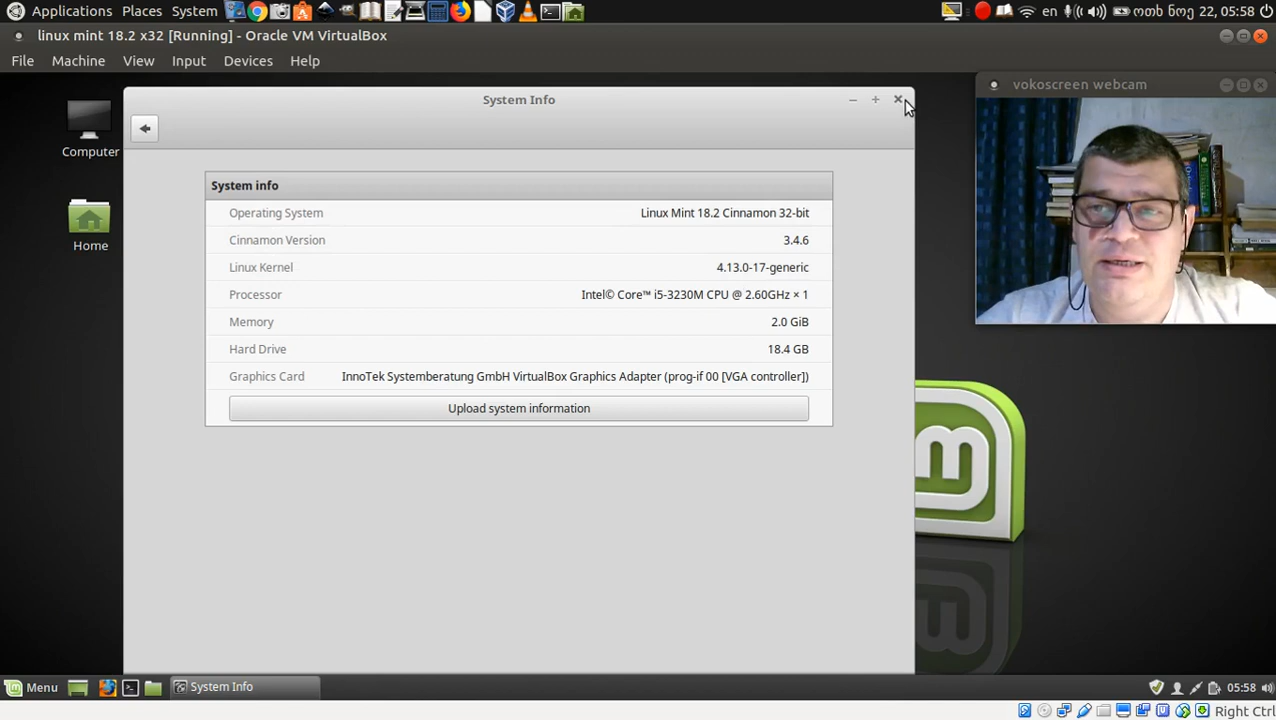 Applications Places System
en
ოთხ ნოე 22, 05:58
linux mint 18.2 x32 [Running] - Oracle VM VirtualBox
File Machine View Input Devices Help
System Info
vokoscreen webcam
Computer
Home
System info
Operating System Linux Mint 18.2 Cinnamon 32-bit
Cinnamon Version 3.4.6
Linux Kernel 4.13.0-17-generic
Processor Intel© Core™ i5-3230M CPU @ 2.60GHz × 1
Memory 2.0 GiB
Hard Drive 18.4 GB
Graphics Card InnoTek Systemberatung GmbH VirtualBox Graphics Adapter (prog-if 00 [VGA controller])
Upload system information
Menu
System Info
05:58
Right Ctrl